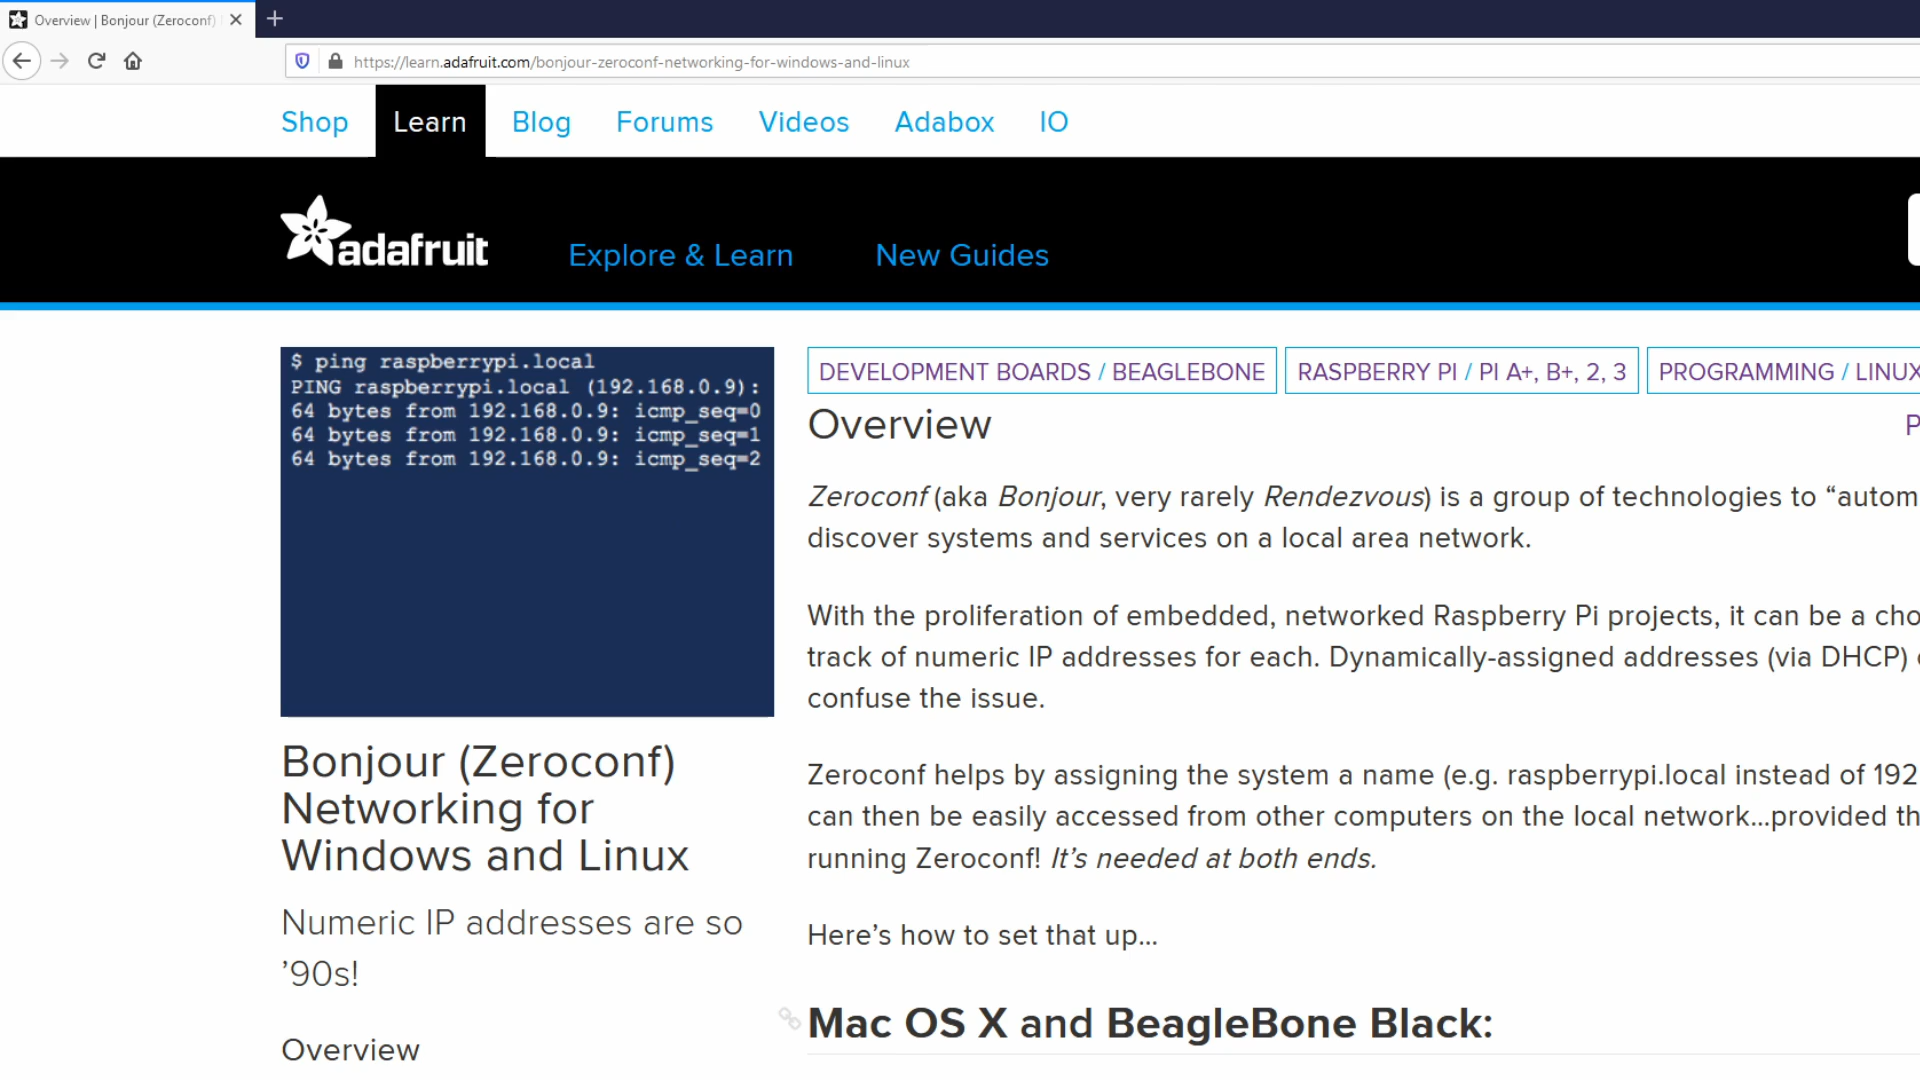 Overview | Bonjour (Zeroconf)
https://learn.adafruit.com/bonjour-zeroconf-networking-for-windows-and-linux
Shop Learn Blog Forums Videos Adabox IO
adafruit Explore & Learn New Guides
$ ping raspberrypi.local
PING raspberrypi.local (192.168.0.9):
64 bytes from 192.168.0.9: icmp_seq=0
64 bytes from 192.168.0.9: icmp_seq=1
64 bytes from 192.168.0.9: icmp_seq=2
Bonjour (Zeroconf)
Networking for
Windows and Linux
Numeric IP addresses are so
’90s!
Overview
DEVELOPMENT BOARDS / BEAGLEBONE RASPBERRY PI / PI A+, B+, 2, 3 PROGRAMMING / LINUX
Overview
Zeroconf (aka Bonjour, very rarely Rendezvous) is a group of technologies to “autom
discover systems and services on a local area network.
With the proliferation of embedded, networked Raspberry Pi projects, it can be a cho
track of numeric IP addresses for each. Dynamically-assigned addresses (via DHCP)
confuse the issue.
Zeroconf helps by assigning the system a name (e.g. raspberrypi.local instead of 192
can then be easily accessed from other computers on the local network…provided th
running Zeroconf! It’s needed at both ends.
Here’s how to set that up…
Mac OS X and BeagleBone Black: